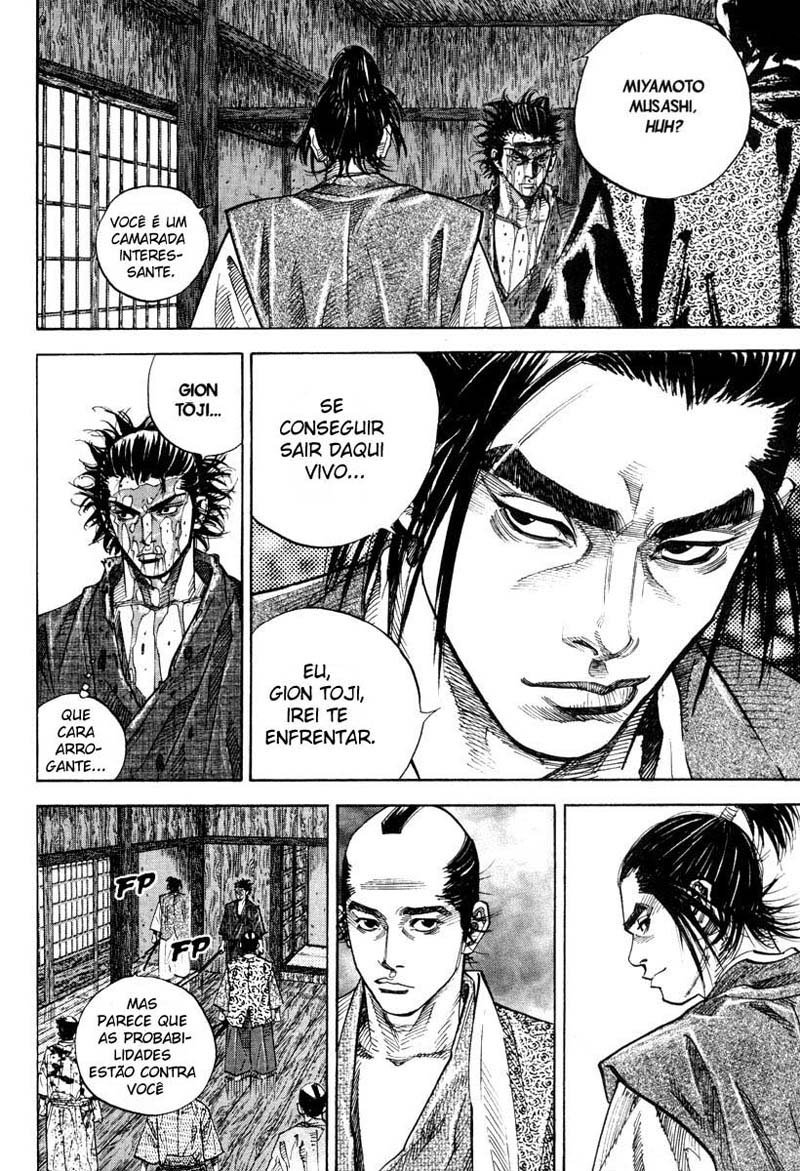 MIYAMOTO
MUSASHI,
HUH?
VOCÊ É UM
CAMARADA
INTERES-
SANTE.
SE
CONSEGUIR
SAIR DAQUI
VIVO...
EU,
GION TOJI,
IREI TE
ENFRENTAR.
GION
TŌJI...
QUE
CARA
ARRO-
GANTE...
FP
FP
MAS
PARECE QUE
AS PROBABI-
LIDADES
ESTÃO CONTRA
VOCÊ